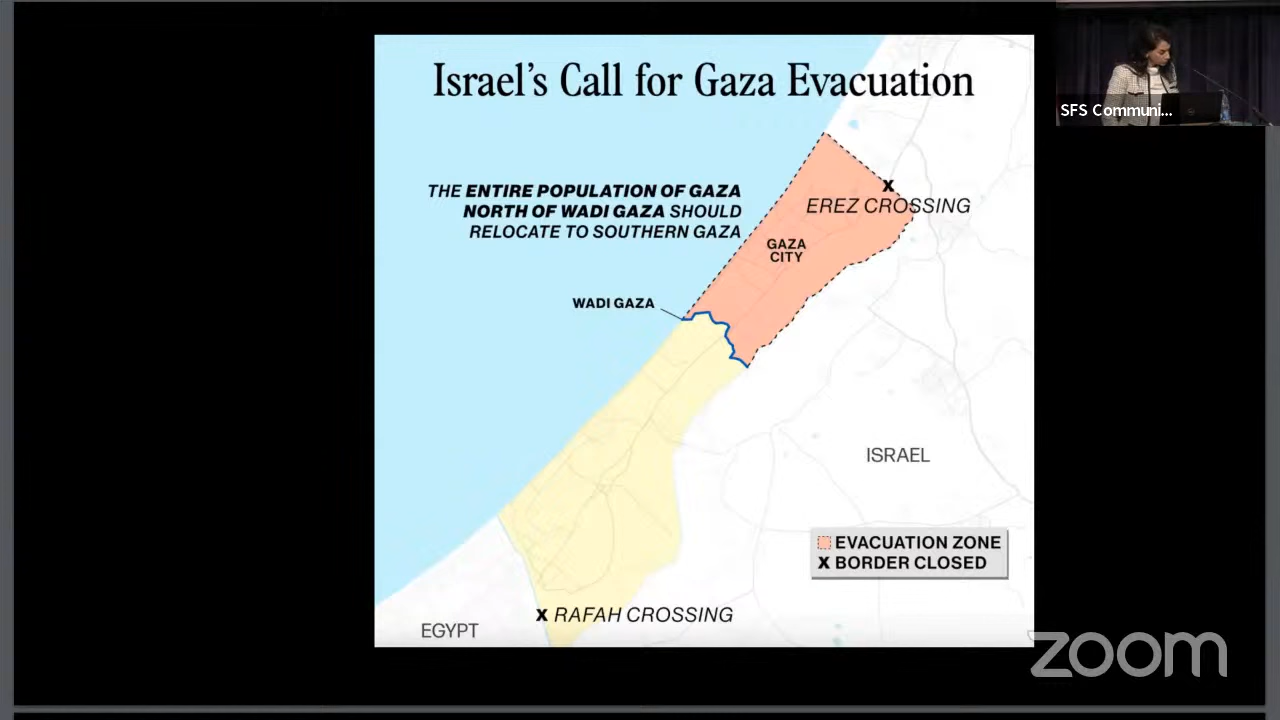 Israel's Call for Gaza Evacuation
SFS Communi...
THE ENTIRE POPULATION OF GAZA
NORTH OF WADI GAZA SHOULD
RELOCATE TO SOUTHERN GAZA
X
EREZ CROSSING
GAZA
CITY
WADI GAZA
ISRAEL
EVACUATION ZONE
X BORDER CLOSED
X RAFAH CROSSING
EGYPT
zoom